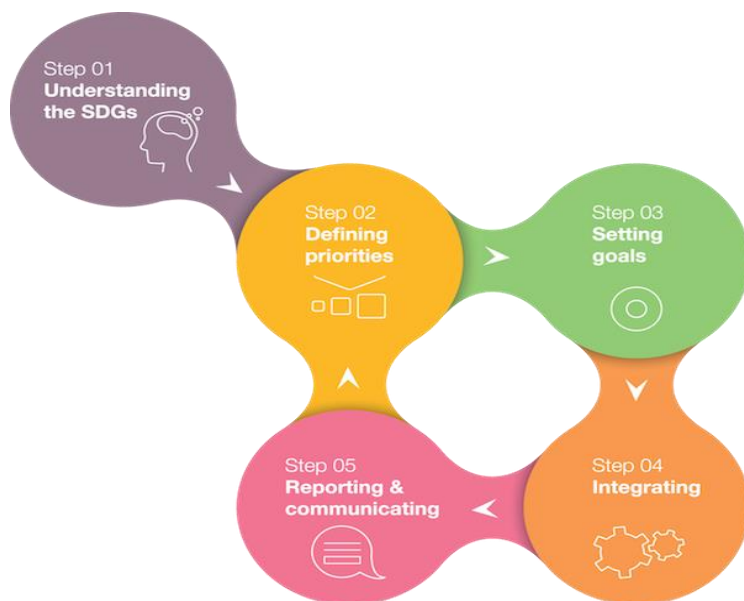 Step 01
Understanding
the SDGs
Step 02
Defining
priorities
Step 03
Setting
goals
Step 04
Integrating
Step 05
Reporting &
communicating